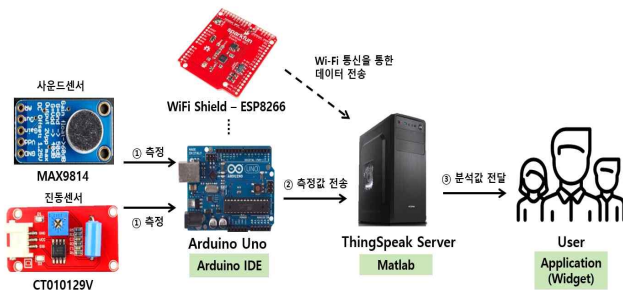 사운드센서
MAX9814
진동센서
CT010129V
① 측정
① 측정
sparkfun
WiFi Shield – ESP8266
Wi-Fi 통신을 통한
데이터 전송
Arduino Uno
Arduino IDE
② 측정값 전송
ThingSpeak Server
Matlab
③ 분석값 전달
User
Application
(Widget)